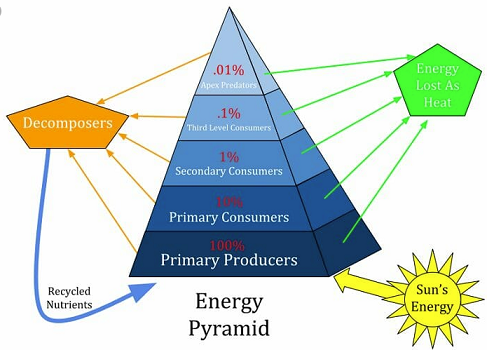 .01%
Apex Predators
.1%
Third Level Consumers
1%
Secondary Consumers
10%
Primary Consumers
100%
Primary Producers
Decomposers
Energy
Lost As
Heat
Recycled
Nutrients
Energy
Pyramid
Sun's
Energy